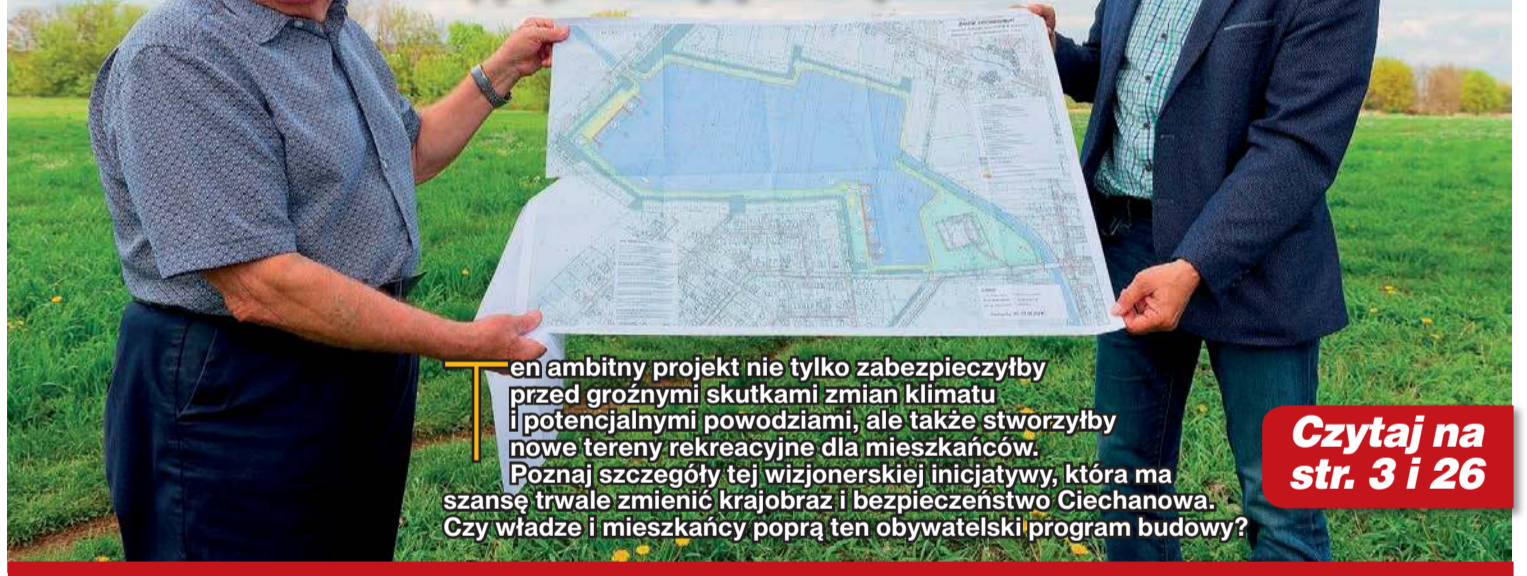 Ten ambitny projekt nie tylko zabezpieczyłby
przed groźnymi skutkami zmian klimatu
i potencjalnymi powodziami, ale także stworzyłby
nowe tereny rekreacyjne dla mieszkańców.
Poznaj szczegóły tej wizjonerskiej inicjatywy, która ma
szansę trwale zmienić krajobraz i bezpieczeństwo Ciechanowa.
Czy władze i mieszkańcy poprą ten obywatelski program budowy?
Czytaj na
str. 3 i 26